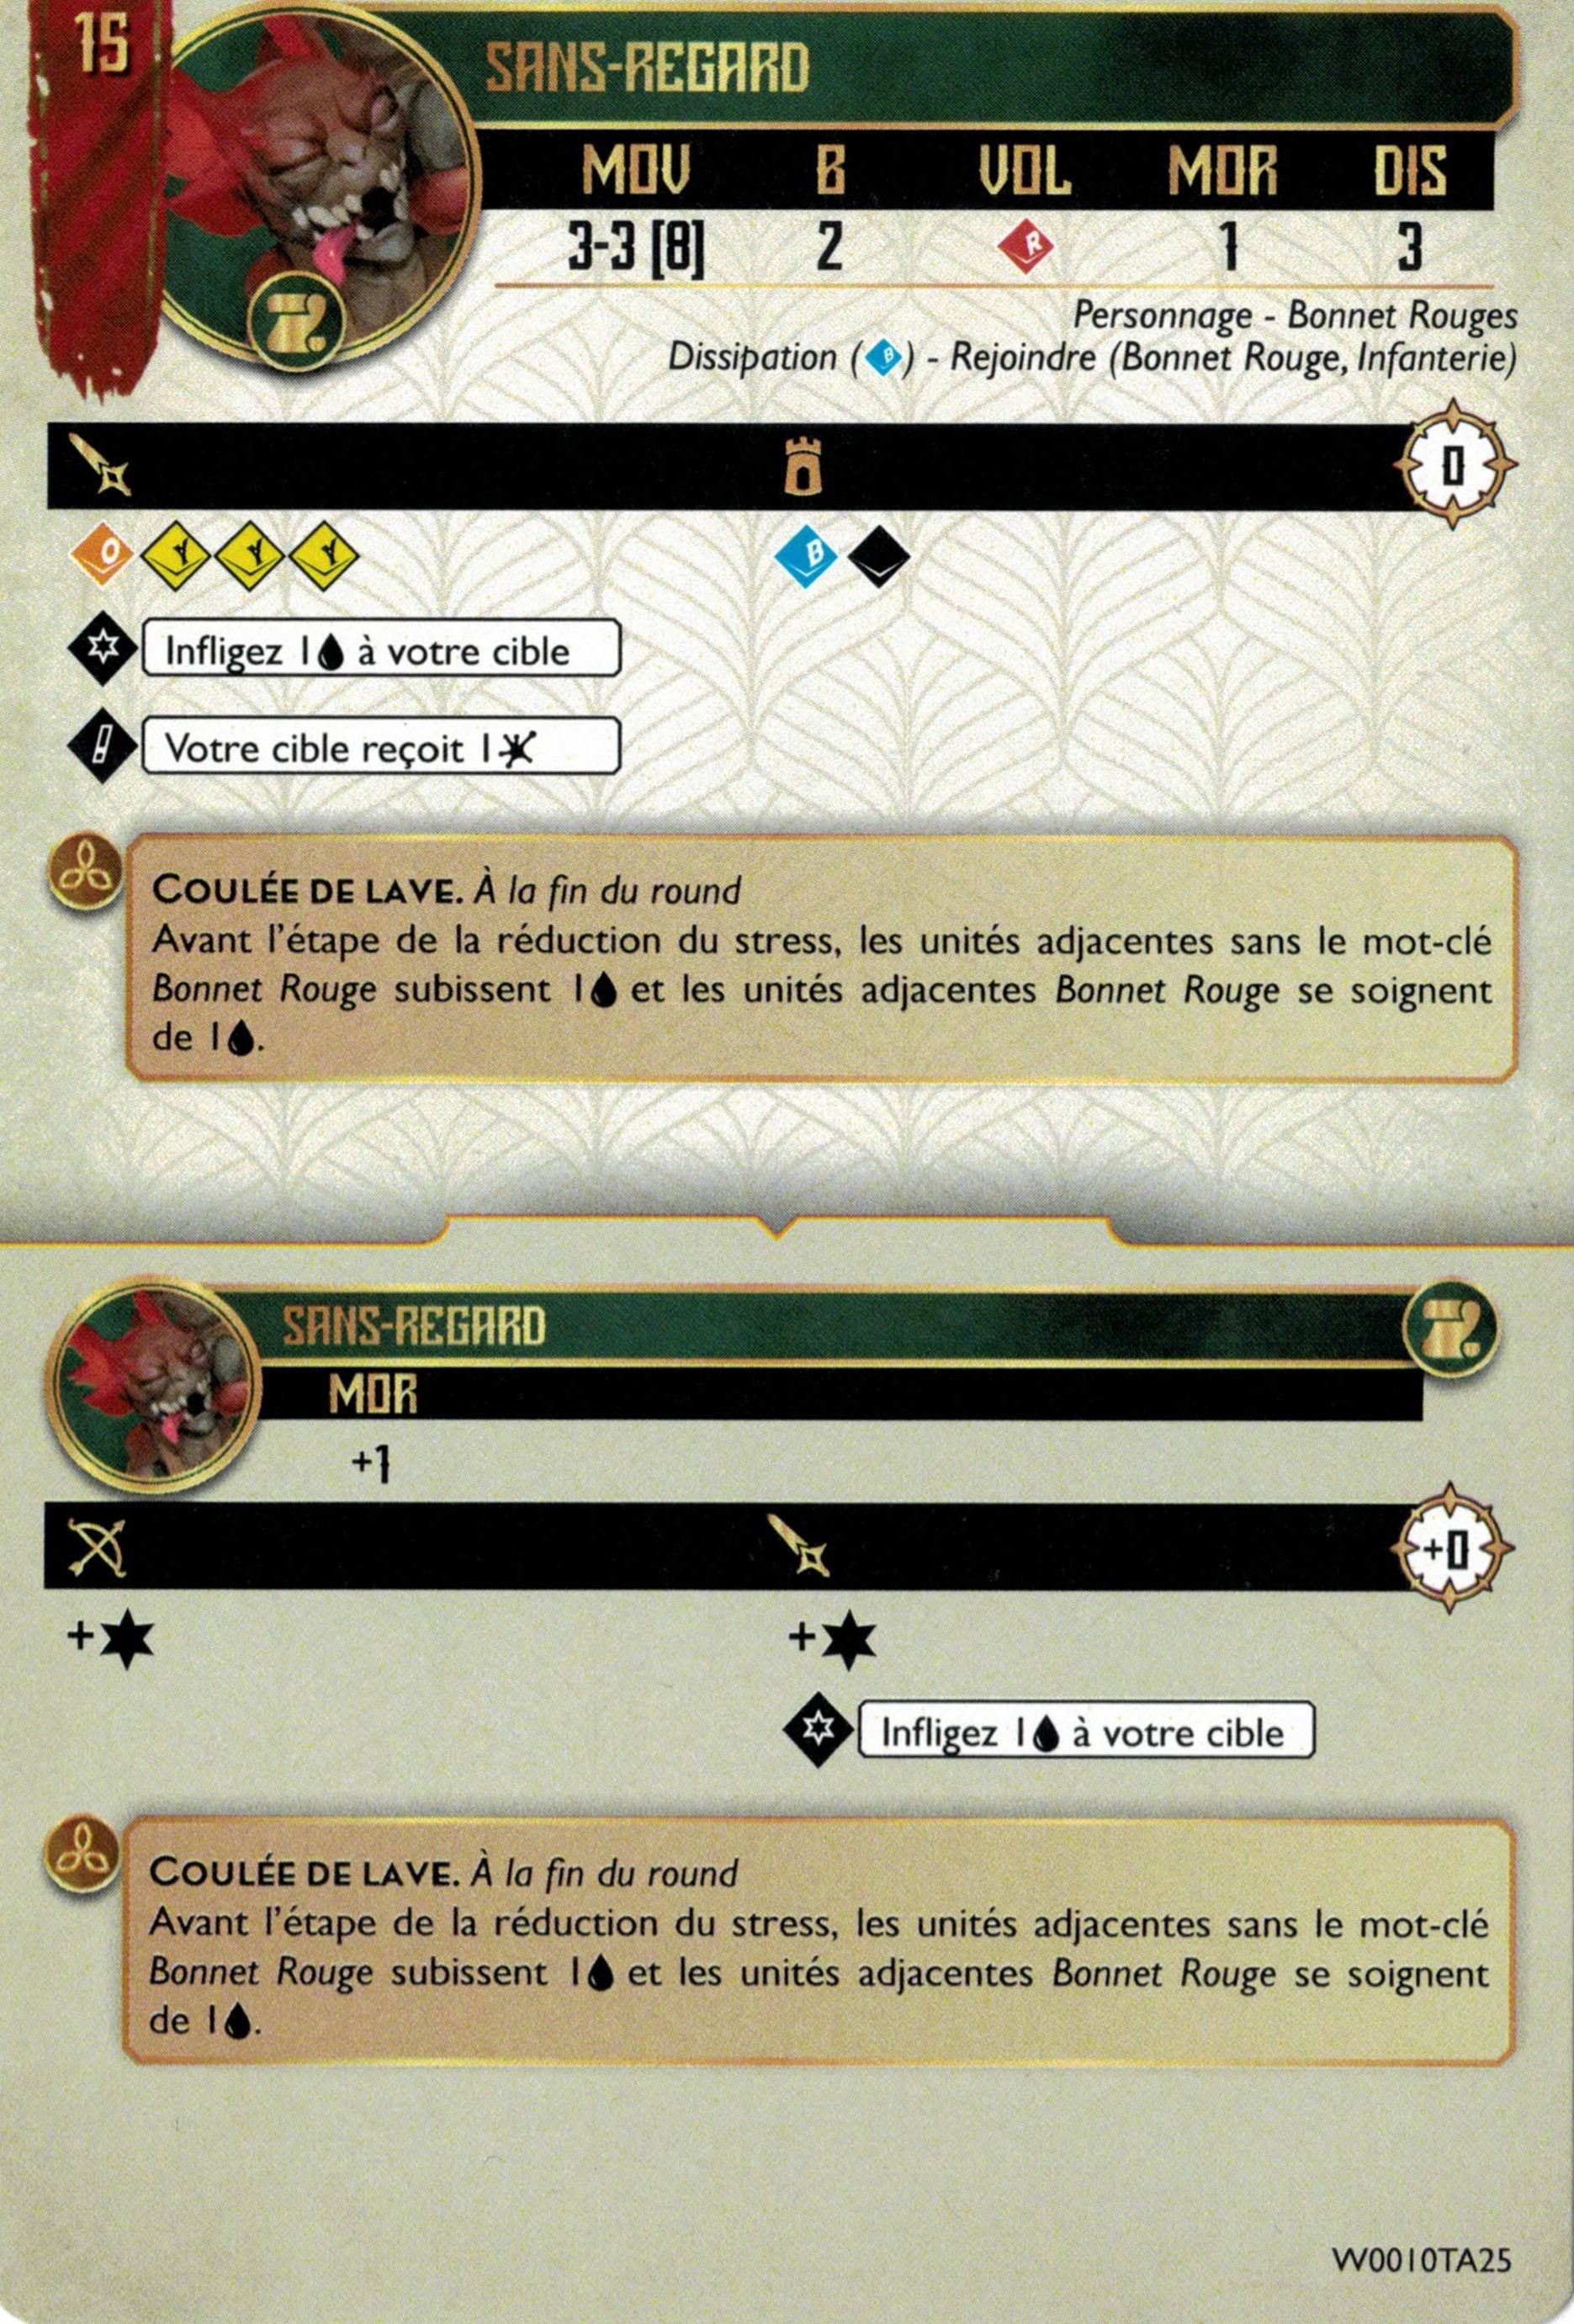 15
SANS-REGARD
MOV B VOL MOR DIS
3-3 [8] 2 R 1 3
Personnage - Bonnet Rouges
Dissipation (B) - Rejoindre (Bonnet Rouge, Infanterie)
0
O Y Y Y B
Infligez 1 à votre cible
Votre cible reçoit 1
COULÉE DE LAVE. À la fin du round
Avant l'étape de la réduction du stress, les unités adjacentes sans le mot-clé
Bonnet Rouge subissent 1 et les unités adjacentes Bonnet Rouge se soignent
de 1.
SANS-REGARD
MOR
+1
+0
+ +
Infligez 1 à votre cible
COULÉE DE LAVE. À la fin du round
Avant l'étape de la réduction du stress, les unités adjacentes sans le mot-clé
Bonnet Rouge subissent 1 et les unités adjacentes Bonnet Rouge se soignent
de 1.
W0010TA25